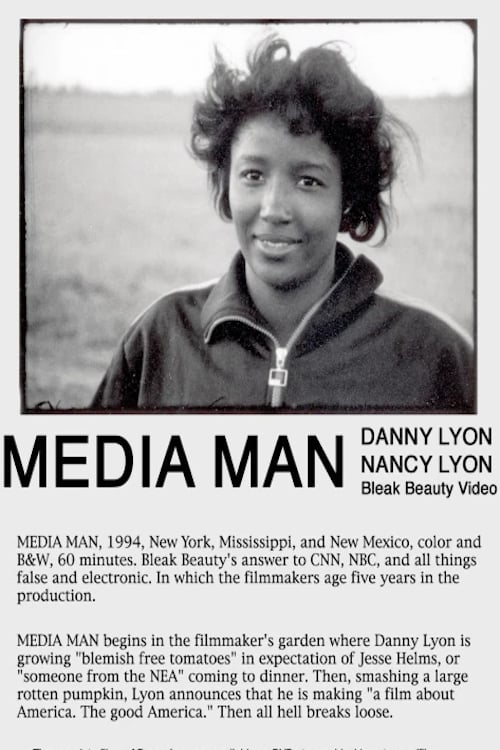 MEDIA MAN
DANNY LYON
NANCY LYON
Bleak Beauty Video
MEDIA MAN, 1994, New York, Mississippi, and New Mexico, color and
B&W, 60 minutes. Bleak Beauty's answer to CNN, NBC, and all things
false and electronic. In which the filmmakers age five years in the
production.
MEDIA MAN begins in the filmmaker's garden where Danny Lyon is
growing "blemish free tomatoes" in expectation of Jesse Helms, or
"someone from the NEA" coming to dinner. Then, smashing a large
rotten pumpkin, Lyon announces that he is making "a film about
America. The good America." Then all hell breaks loose.